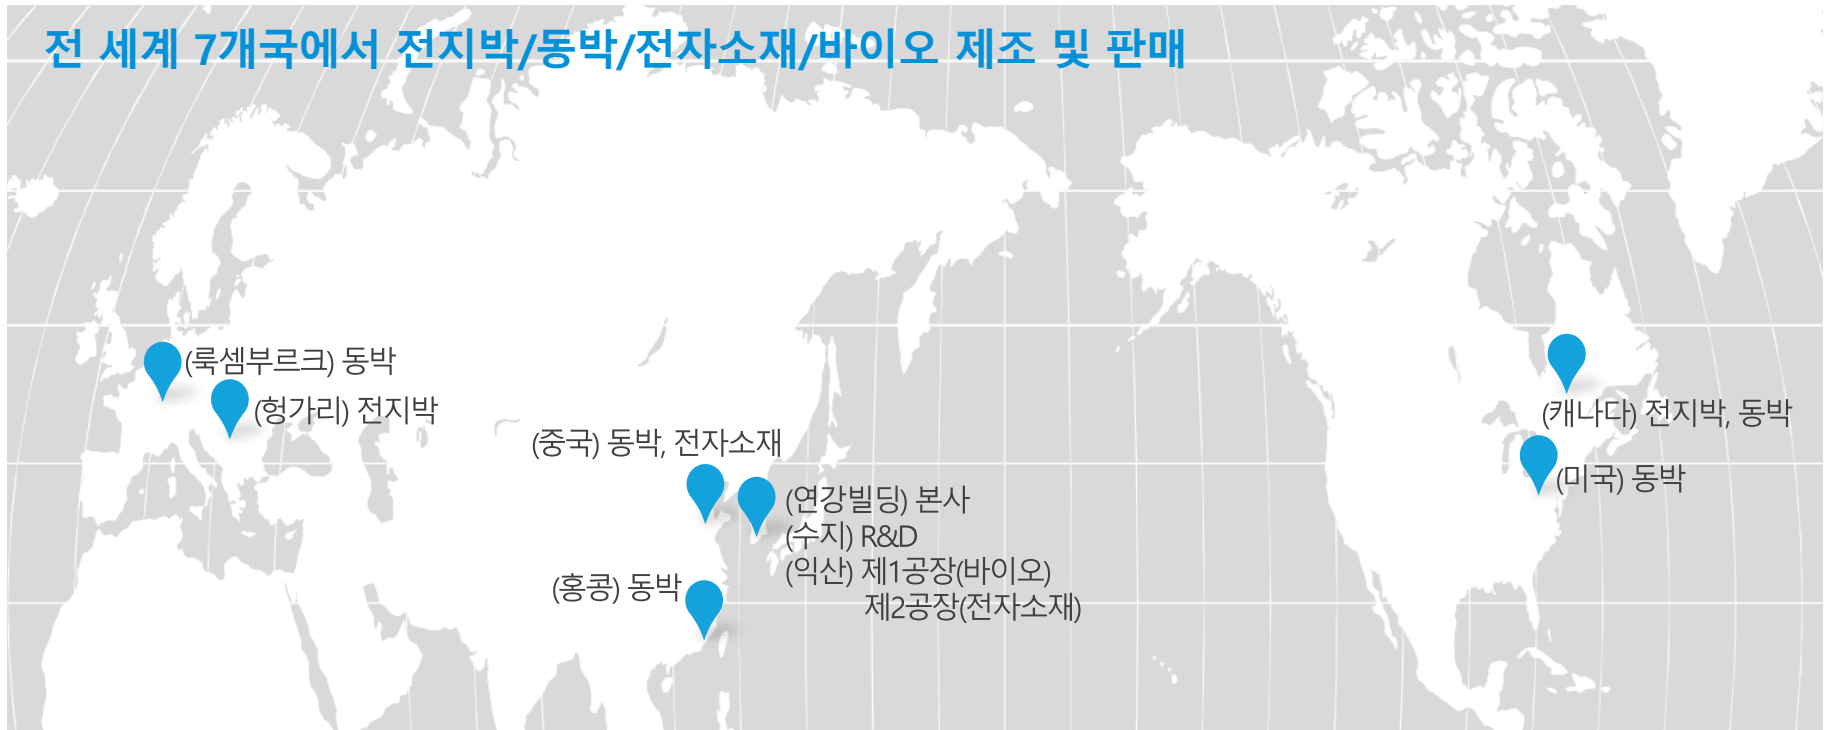 전 세계 7개국에서 전지박/동박/전자소재/바이오 제조 및 판매
(룩셈부르크) 동박
(헝가리) 전지박
(중국) 동박, 전자소재
(연강빌딩) 본사
(수지) R&D
(익산) 제1공장(바이오)
제2공장(전자소재)
(홍콩) 동박
(캐나다) 전지박, 동박
(미국) 동박